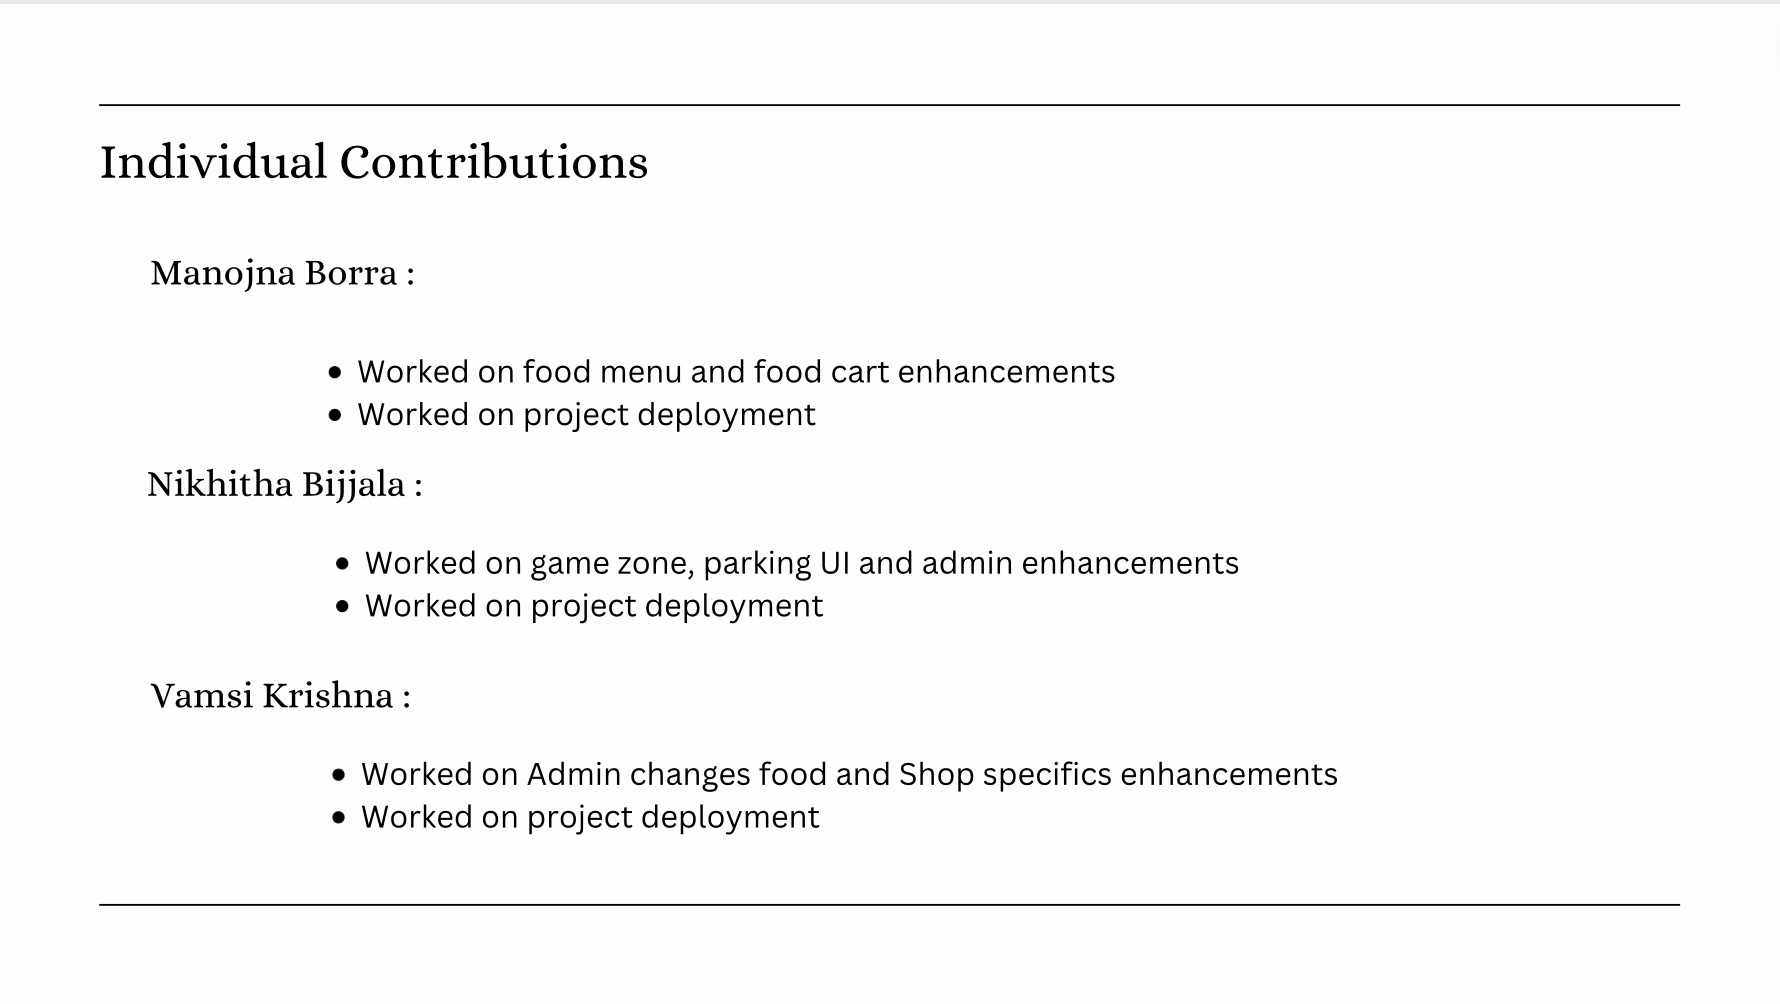 Individual Contributions
Manojna Borra :
• Worked on food menu and food cart enhancements
• Worked on project deployment
Nikhitha Bijjala :
• Worked on game zone, parking UI and admin enhancements
• Worked on project deployment
Vamsi Krishna :
• Worked on Admin changes food and Shop specifics enhancements
• Worked on project deployment